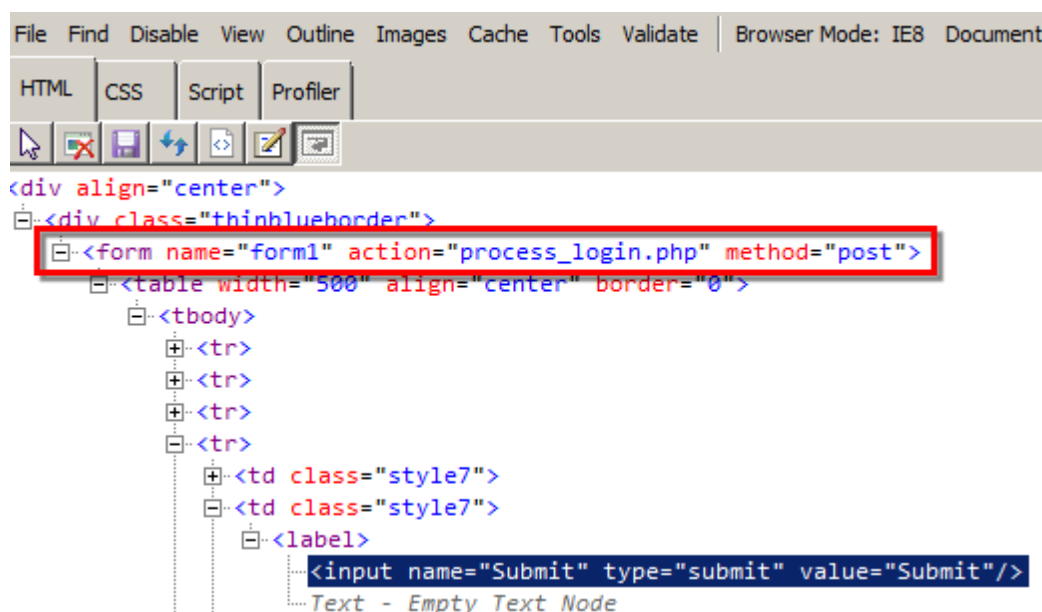 File Find Disable View Outline Images Cache Tools Validate Browser Mode: IE8 Document
HTML CSS Script Profiler
<div align="center">
<div class="thinblueborder">
<form name="form1" action="process_login.php" method="post">
<table width="500" align="center" border="0">
<tbody>
<tr>
<tr>
<tr>
<tr>
<td class="style7">
<td class="style7">
<label>
<input name="Submit" type="submit" value="Submit"/>
Text - Empty Text Node